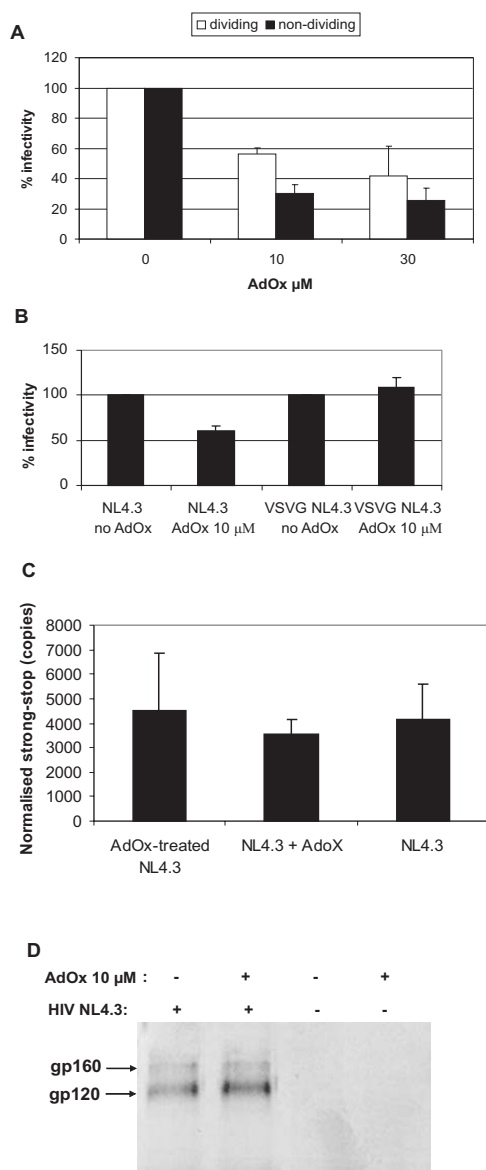 dividing non-dividing
A
120
100
80
60
40
20
0
% infectivity
0 10 30
AdOx µM
B
150
100
50
0
% infectivity
NL4.3 NL4.3 VSVG NL4.3 VSVG NL4.3
no AdOx AdOx 10 µM no AdOx AdOx 10 µM
C
8000
7000
6000
5000
4000
3000
2000
1000
0
Normalised strong-stop (copies)
AdOx-treated NL4.3 + AdoX NL4.3
NL4.3
D
AdOx 10 µM : - + - +
HIV NL4.3: + + - -
gp160
gp120